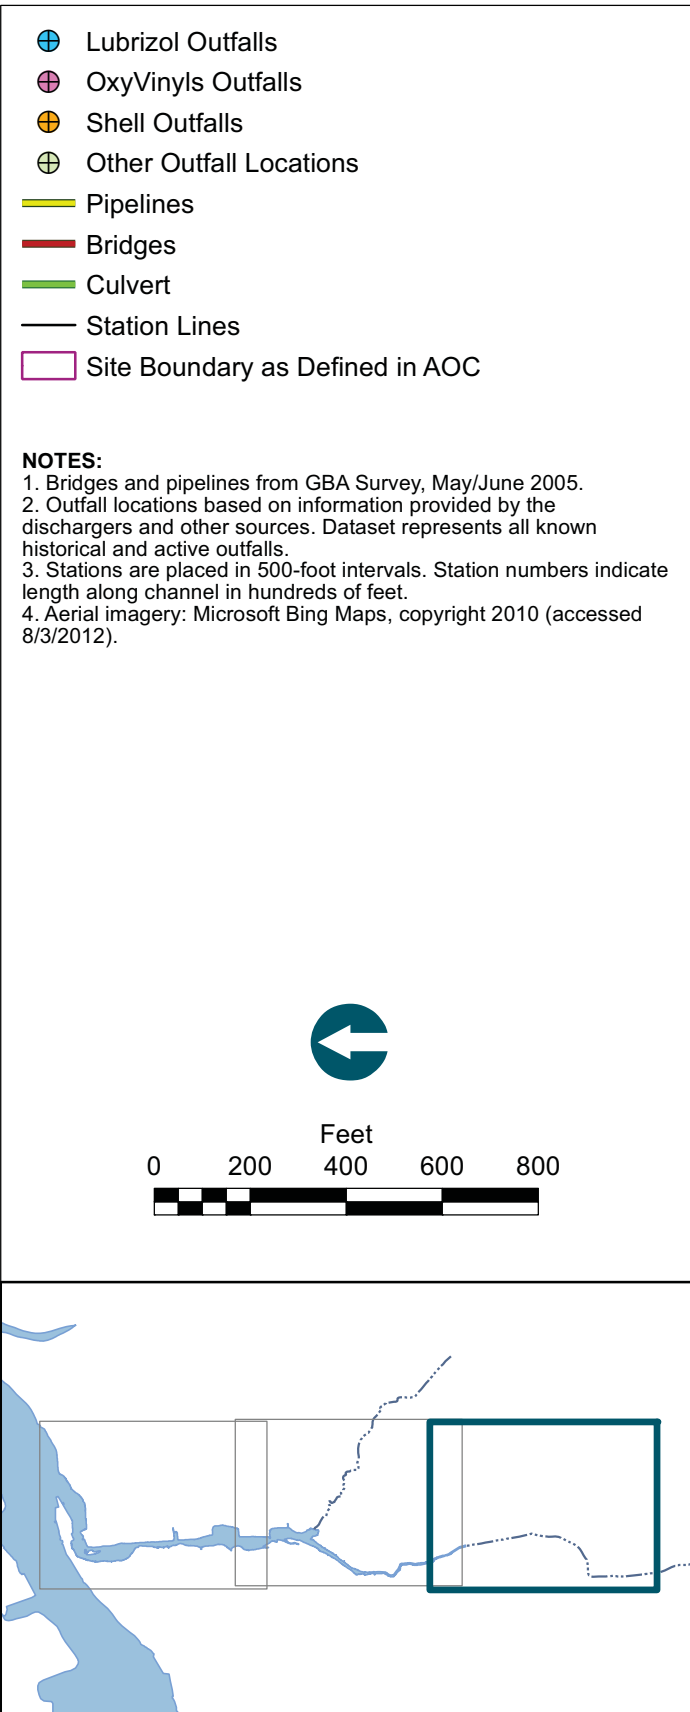 Lubrizol Outfalls
OxyVinyls Outfalls
Shell Outfalls
Other Outfall Locations
Pipelines
Bridges
Culvert
Station Lines
Site Boundary as Defined in AOC
NOTES:
1. Bridges and pipelines from GBA Survey, May/June 2005.
2. Outfall locations based on information provided by the
dischargers and other sources. Dataset represents all known
historical and active outfalls.
3. Stations are placed in 500-foot intervals. Station numbers indicate
length along channel in hundreds of feet.
4. Aerial imagery: Microsoft Bing Maps, copyright 2010 (accessed
8/3/2012).
Feet
0 200 400 600 800